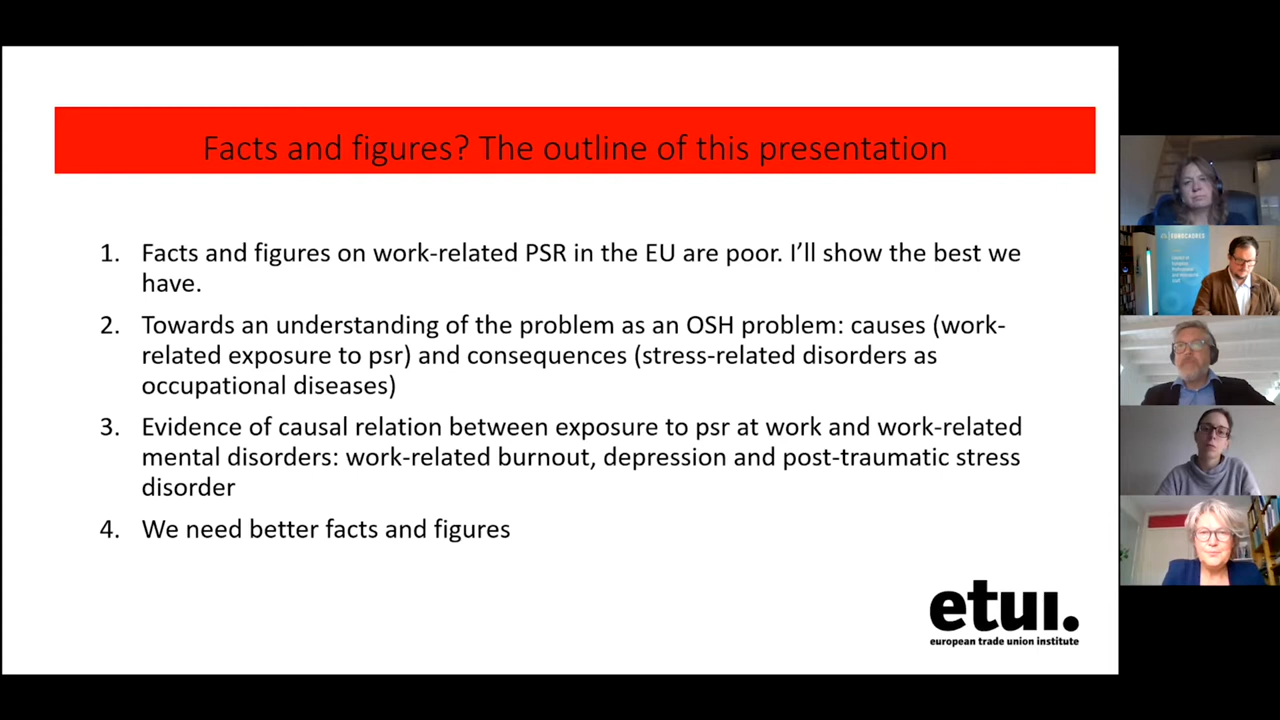 Facts and figures? The outline of this presentation
1. Facts and figures on work-related PSR in the EU are poor. I’ll show the best we
have.
2. Towards an understanding of the problem as an OSH problem: causes (work-
related exposure to psr) and consequences (stress-related disorders as
occupational diseases)
3. Evidence of causal relation between exposure to psr at work and work-related
mental disorders: work-related burnout, depression and post-traumatic stress
disorder
4. We need better facts and figures
etui.
european trade union institute
EUROCADRES